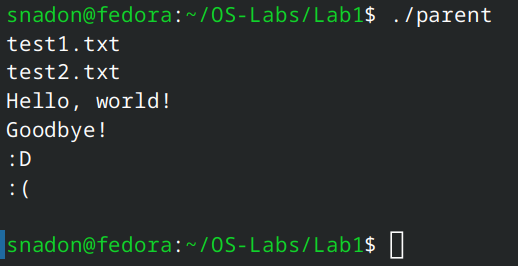 snadon@fedora:~/OS-Labs/Lab1$ ./parent
test1.txt
test2.txt
Hello, world!
Goodbye!
:D
:(
snadon@fedora:~/OS-Labs/Lab1$